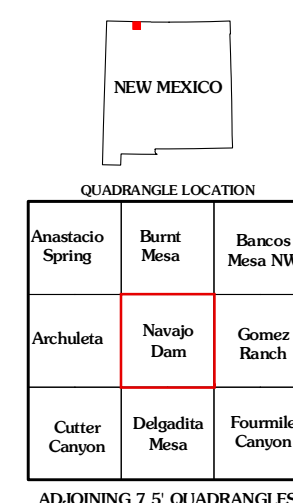 NEW MEXICO
QUADRANGLE LOCATION
Anastacio
Spring
Burnt
Mesa
Bancos
Mesa NW
Archuleta
Navajo
Dam
Gomez
Ranch
Cutter
Canyon
Delgadita
Mesa
Fourmile
Canyon
ADJOINING 7.5' QUADRANGLES